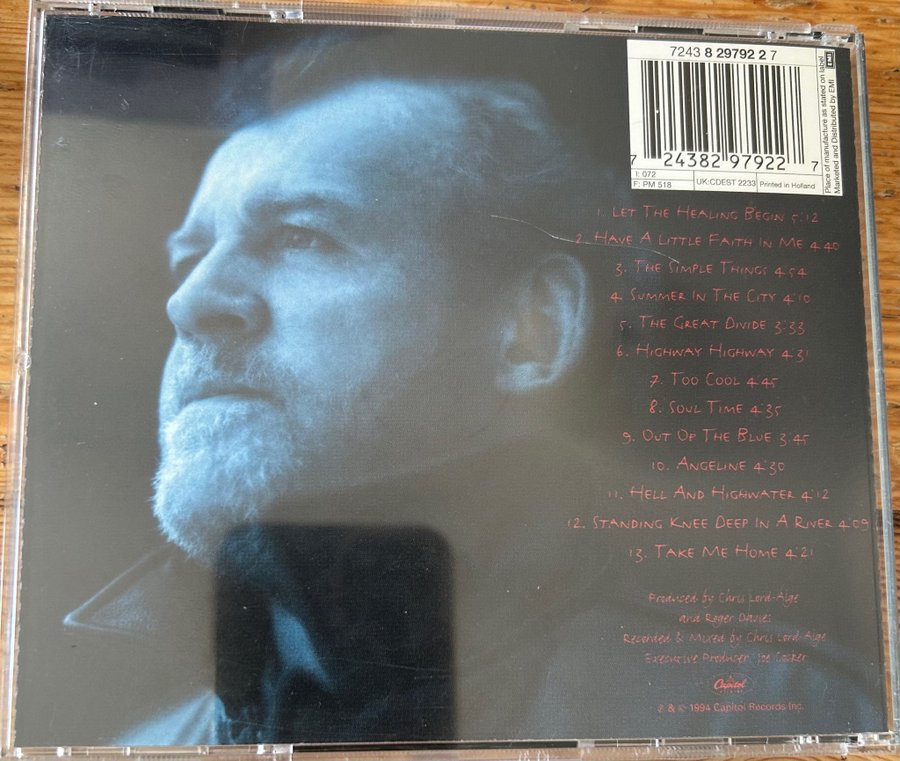 7243 8 29792 2 7
7 24382 97922 7
I: 072
F: PM 518
UK:CDEST 2233
Printed in Holland
Place of manufacture as stated on label
Marketed and Distributed by EMI
EMI
1. LET THE HEALING BEGIN 5:12
2. HAVE A LITTLE FAITH IN ME 4:40
3. THE SIMPLE THINGS 4:54
4. SUMMER IN THE CITY 4:10
5. THE GREAT DIVIDE 3:33
6. HIGHWAY HIGHWAY 4:31
7. TOO COOL 4:45
8. SOUL TIME 4:35
9. OUT OF THE BLUE 3:45
10. ANGELINE 4:30
11. HELL AND HIGHWATER 4:12
12. STANDING KNEE DEEP IN A RIVER 4:09
13. TAKE ME HOME 4:21
Produced by Chris Lord-Alge
and Roger Davies
Recorded & Mixed by Chris Lord-Alge
Executive Producer: Joe Cocker
Capitol
℗ & © 1994 Capitol Records Inc.